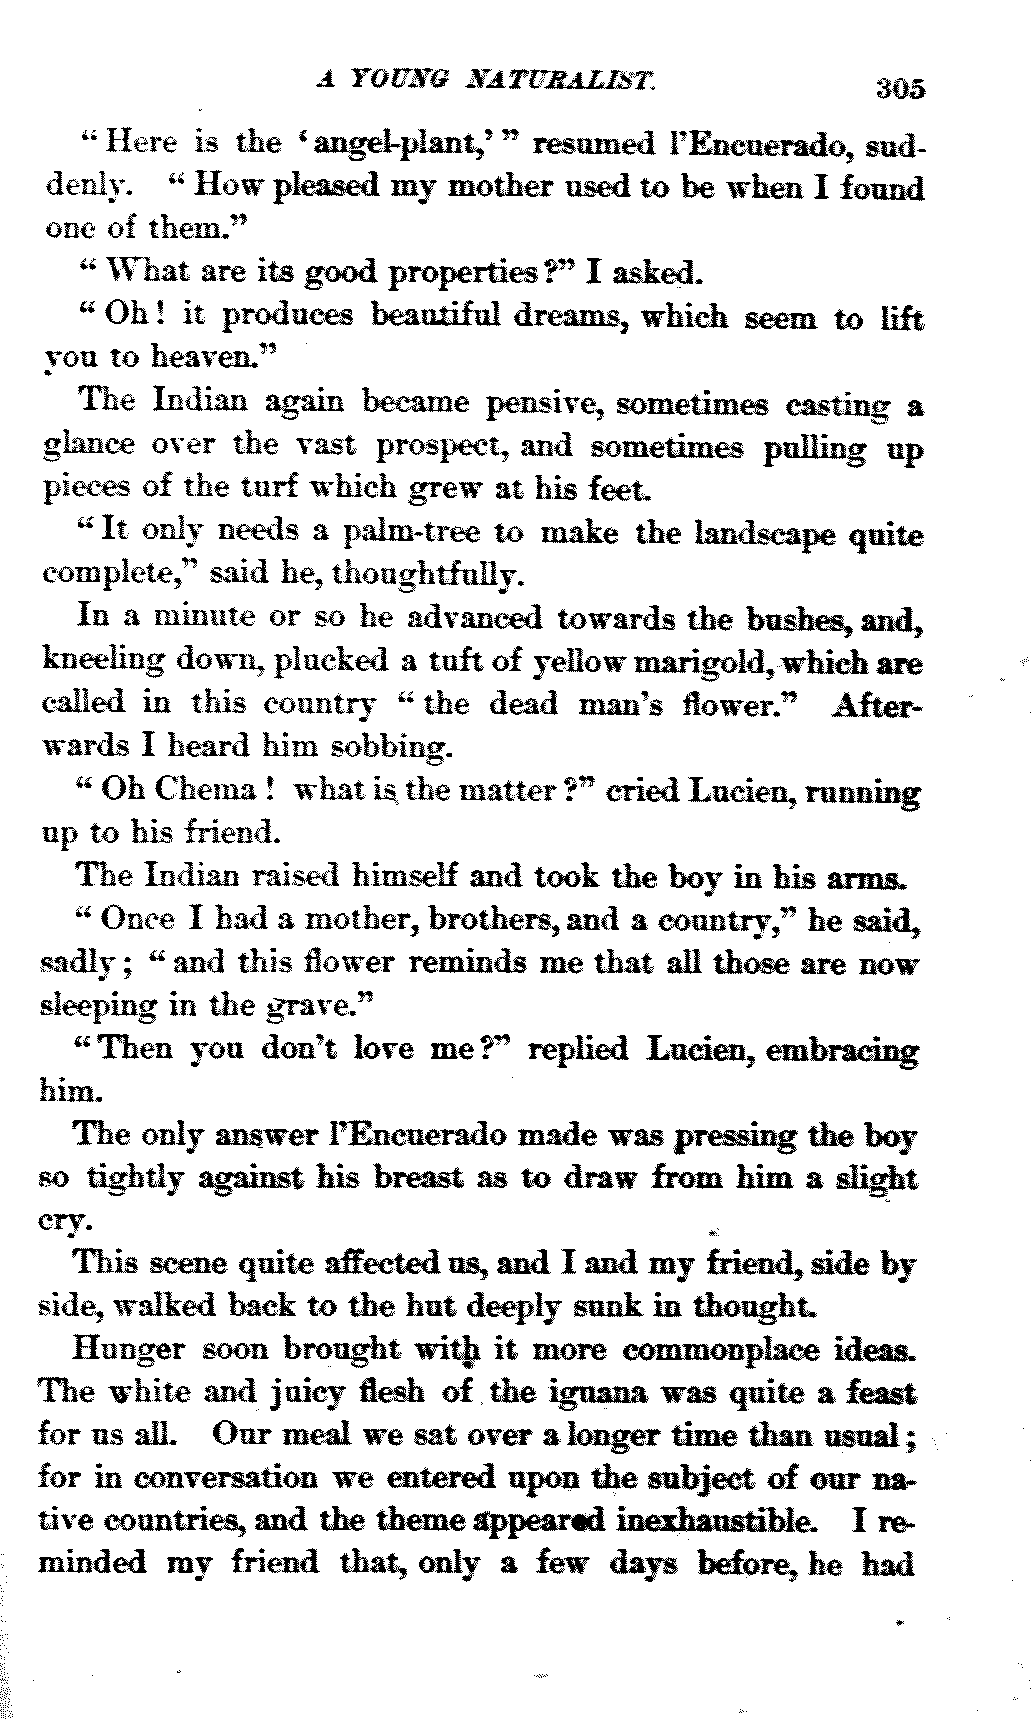 A YOUNG NATURALIST. 305
"Here is the 'angel-plant,'" resumed l'Encuerado, sud-
denly. "How pleased my mother used to be when I found
one of them."
"What are its good properties?" I asked.
"Oh! it produces beautiful dreams, which seem to lift
you to heaven."
The Indian again became pensive, sometimes casting a
glance over the vast prospect, and sometimes pulling up
pieces of the turf which grew at his feet.
"It only needs a palm-tree to make the landscape quite
complete," said he, thoughtfully.
In a minute or so he advanced towards the bushes, and,
kneeling down, plucked a tuft of yellow marigold, which are
called in this country "the dead man's flower." After-
wards I heard him sobbing.
"Oh Chema! what is the matter?" cried Lucien, running
up to his friend.
The Indian raised himself and took the boy in his arms.
"Once I had a mother, brothers, and a country," he said,
sadly; "and this flower reminds me that all those are now
sleeping in the grave."
"Then you don't love me?" replied Lucien, embracing
him.
The only answer l'Encuerado made was pressing the boy
so tightly against his breast as to draw from him a slight
cry.
This scene quite affected us, and I and my friend, side by
side, walked back to the hut deeply sunk in thought.
Hunger soon brought with it more commonplace ideas.
The white and juicy flesh of the iguana was quite a feast
for us all. Our meal we sat over a longer time than usual;
for in conversation we entered upon the subject of our na-
tive countries, and the theme appeared inexhaustible. I re-
minded my friend that, only a few days before, he had